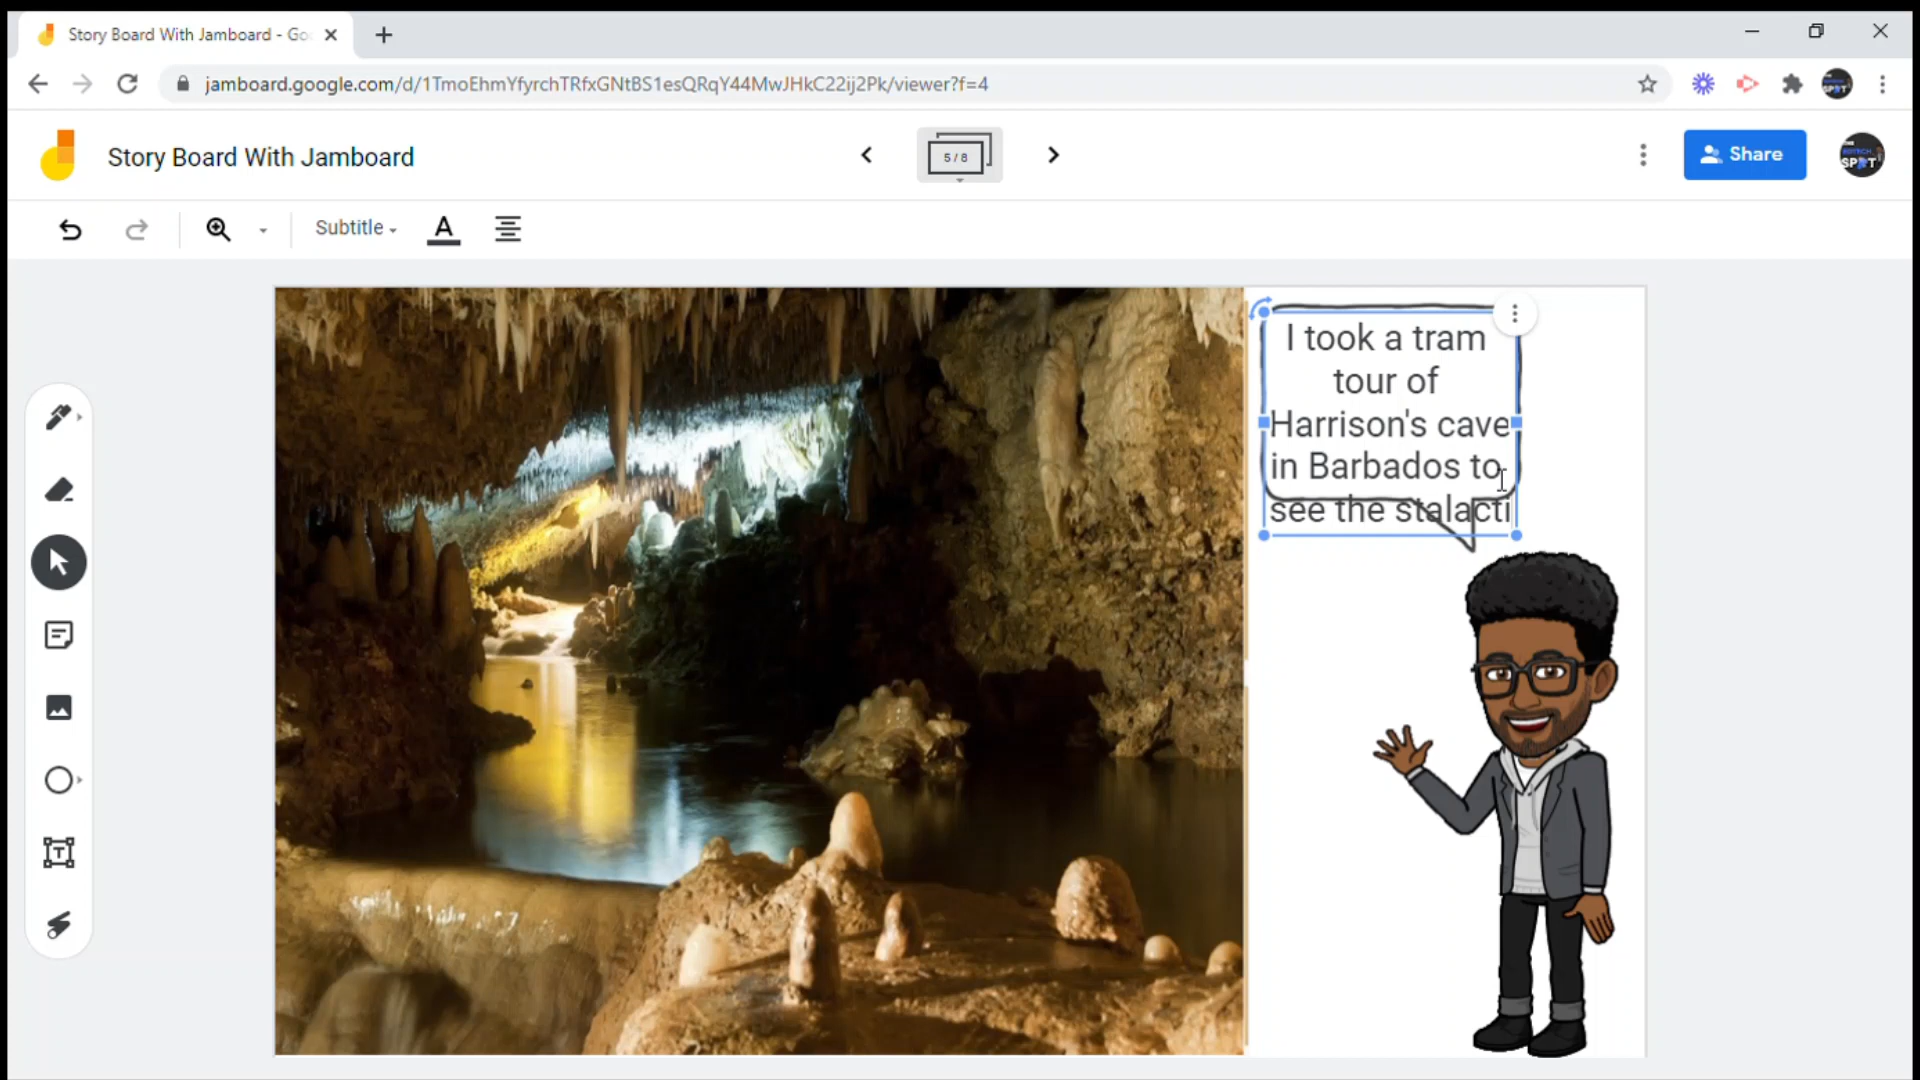 Story Board With Jamboard - Go
jamboard.google.com/d/1TmoEhmYfyrchTRfxGNtBS1esQRqY44MwJHkC22ij2Pk/viewer?f=4
Story Board With Jamboard
5 / 8
Share
SPOT
Subtitle
A
I took a tram
tour of
Harrison's cave
in Barbados to
see the stalacti